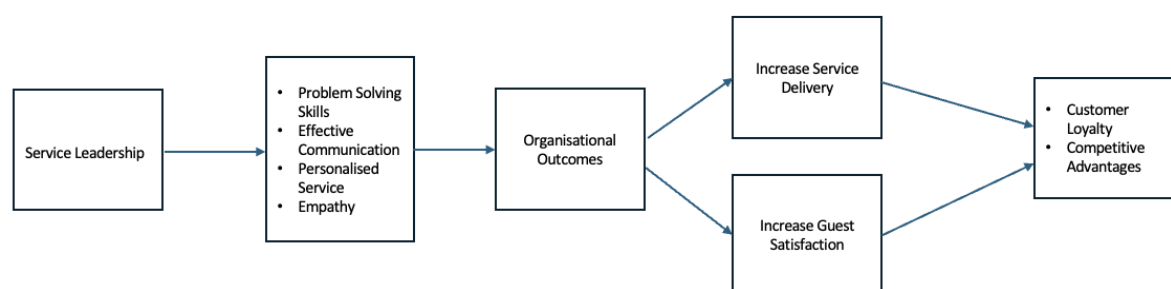 Service Leadership
• Problem Solving
Skills
• Effective
Communication
• Personalised
Service
• Empathy
Organisational
Outcomes
Increase Service
Delivery
Increase Guest
Satisfaction
• Customer
Loyalty
• Competitive
Advantages